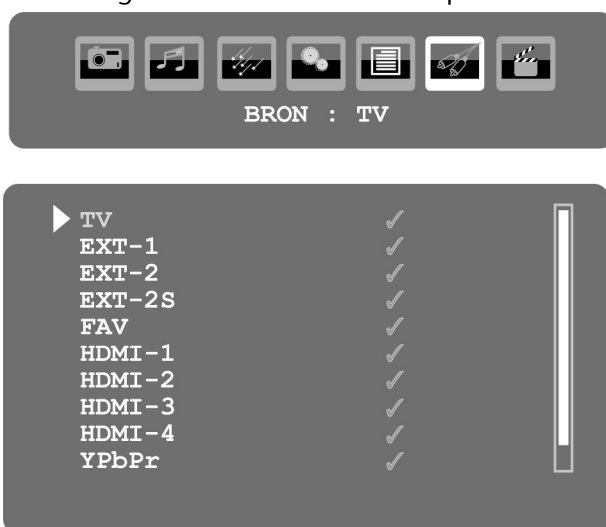 BRON : TV
TV ✓
EXT-1 ✓
EXT-2 ✓
EXT-2S ✓
FAV ✓
HDMI-1 ✓
HDMI-2 ✓
HDMI-3 ✓
HDMI-4 ✓
YPbPr ✓